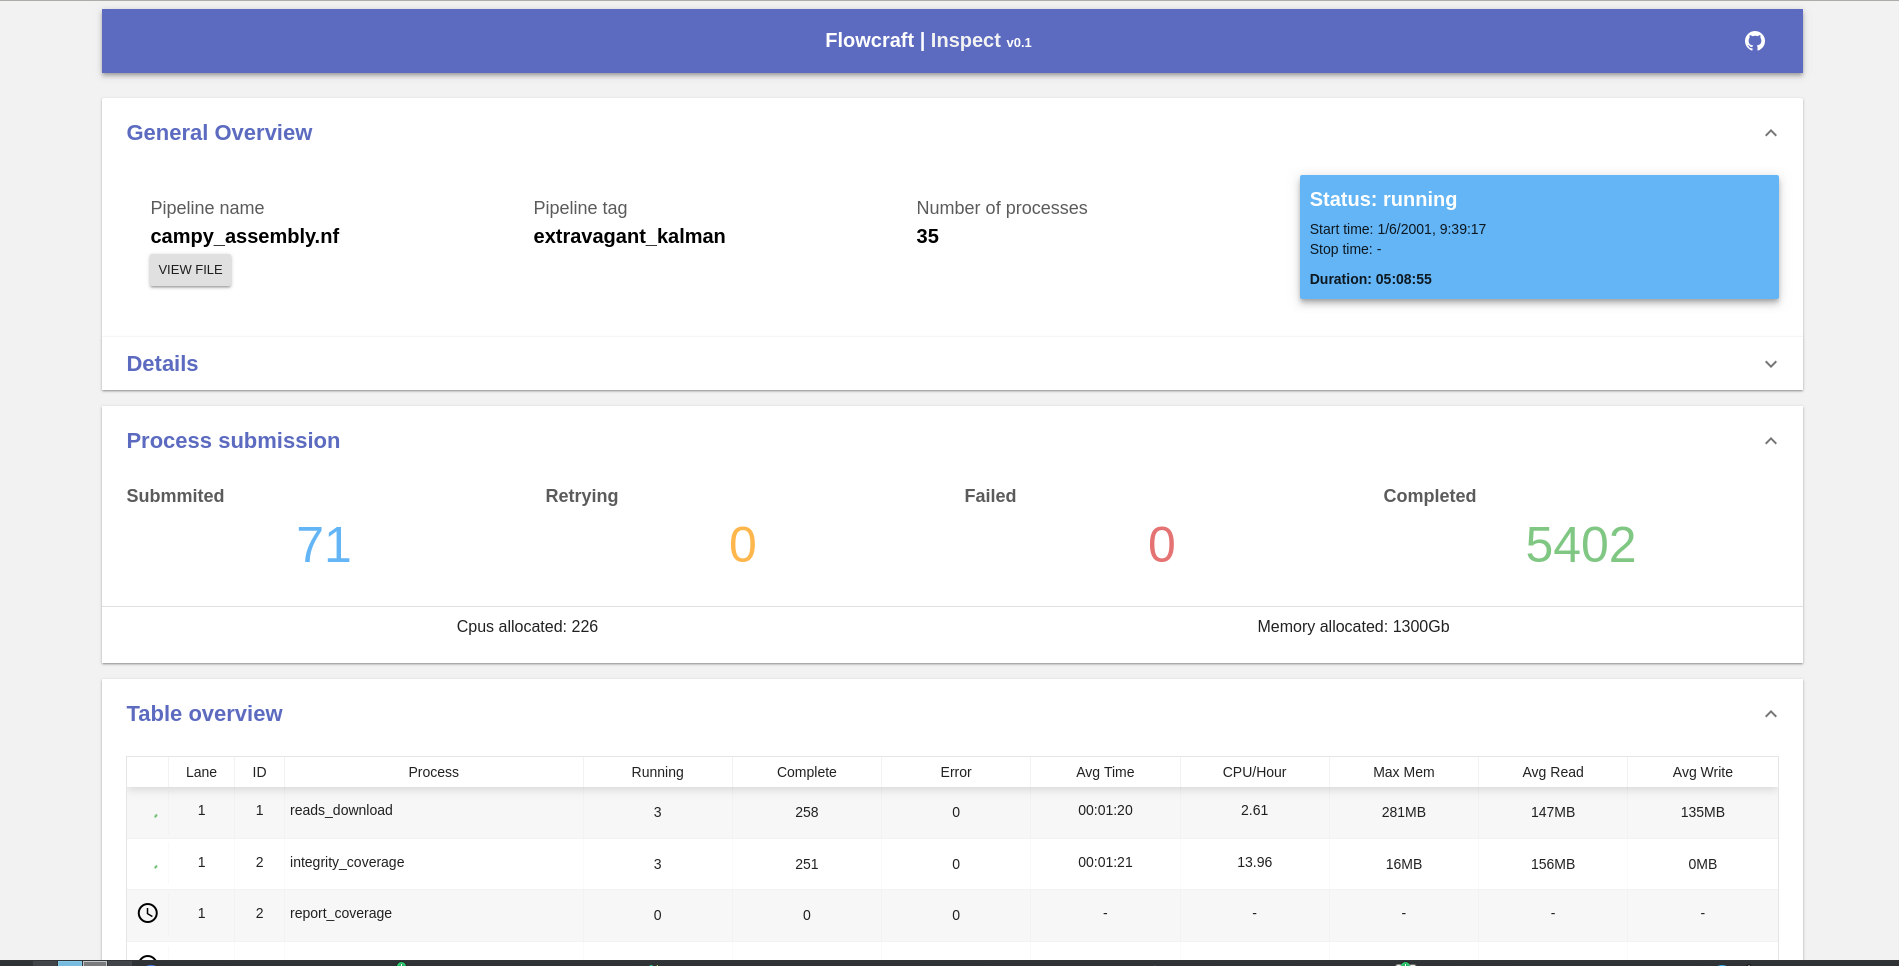 Flowcraft | Inspect v0.1
General Overview
Pipeline name Pipeline tag Number of processes Status: running
campy_assembly.nf extravagant_kalman 35 Start time: 1/6/2001, 9:39:17
Stop time: -
VIEW FILE Duration: 05:08:55
Details
Process submission
Submmited Retrying Failed Completed
71 0 0 5402
Cpus allocated: 226 Memory allocated: 1300Gb
Table overview
Lane ID Process Running Complete Error Avg Time CPU/Hour Max Mem Avg Read Avg Write
1 1 reads_download 3 258 0 00:01:20 2.61 281MB 147MB 135MB
1 2 integrity_coverage 3 251 0 00:01:21 13.96 16MB 156MB 0MB
1 2 report_coverage 0 0 0 - - - - -